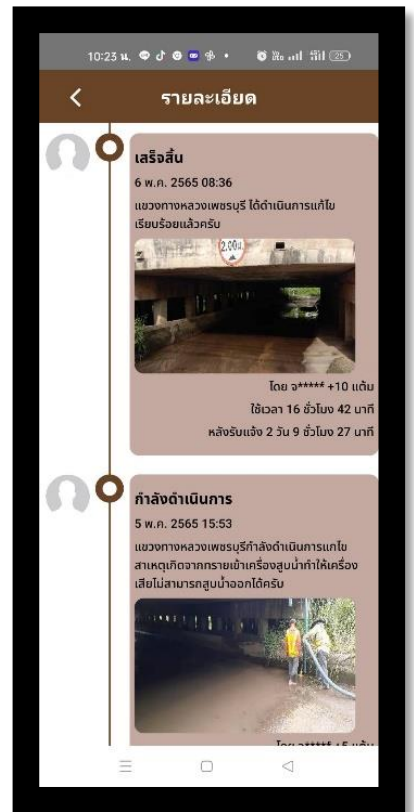 10:23 น.
25
รายละเอียด
เสร็จสิ้น
6 พ.ค. 2565 08:36
แขวงทางหลวงเพชรบุรี ได้ดำเนินการแก้ไข
เรียบร้อยแล้วครับ
2.00ม.
โดย จ***** +10 แต้ม
ใช้เวลา 16 ชั่วโมง 42 นาที
หลังรับแจ้ง 2 วัน 9 ชั่วโมง 27 นาที
กำลังดำเนินการ
5 พ.ค. 2565 15:53
แขวงทางหลวงเพชรบุรีกำลังดำเนินการแกไข
สาเหตุเกิดจากทรายเข้าเครื่องสูบน้ำทำให้เครื่อง
เสียไม่สามารถสูบน้ำออกได้ครับ